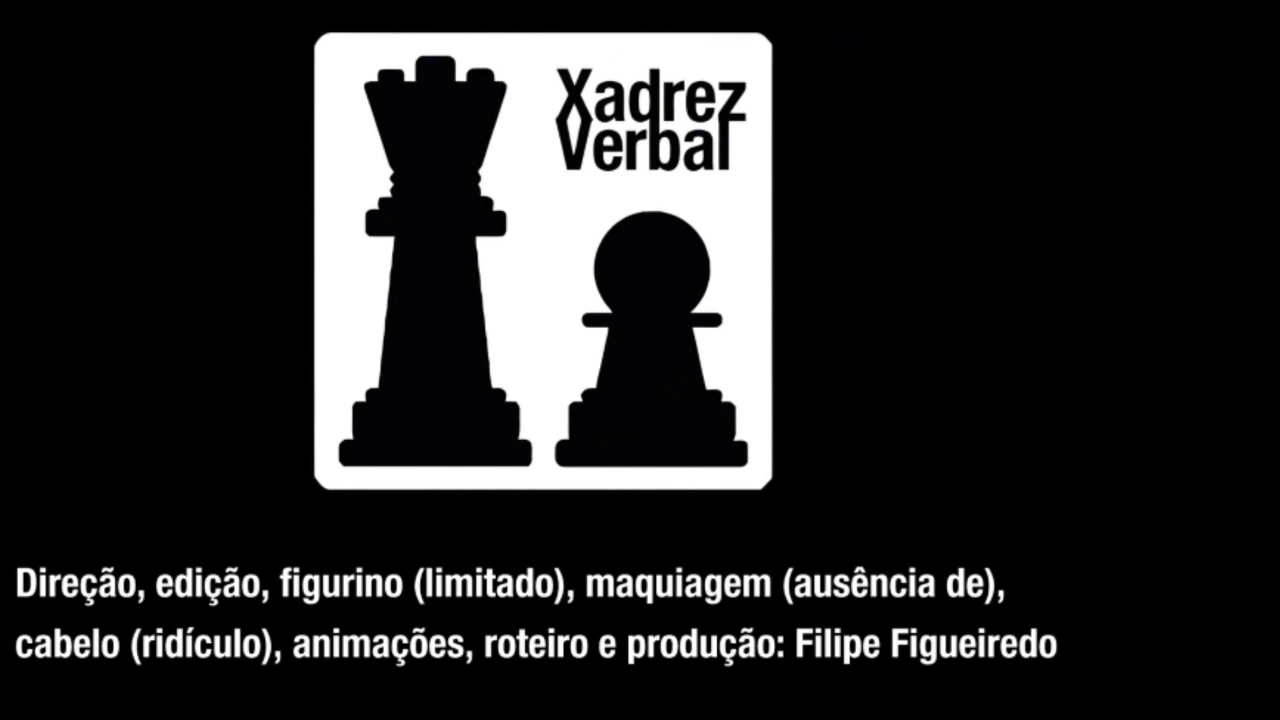 Xadrez
Verbal
Direção, edição, figurino (limitado), maquiagem (ausência de),
cabelo (ridículo), animações, roteiro e produção: Filipe Figueiredo